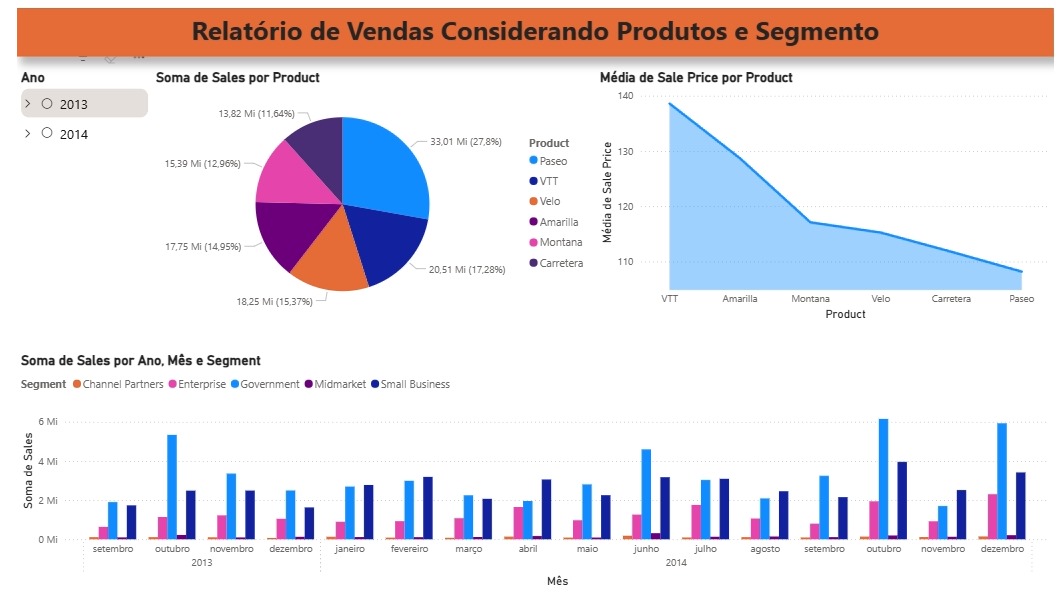 Relatório de Vendas Considerando Produtos e Segmento
Ano
2013
2014
Soma de Sales por Product
13,82 Mi (11,64%)
33,01 Mi (27,8%)
15,39 Mi (12,96%)
17,75 Mi (14,95%)
20,51 Mi (17,28%)
18,25 Mi (15,37%)
Product
Paseo
VTT
Velo
Amarilla
Montana
Carretera
Média de Sale Price por Product
Média de Sale Price
140
130
120
110
VTT Amarilla Montana Velo Carretera Paseo
Product
Soma de Sales por Ano, Mês e Segment
Segment Channel Partners Enterprise Government Midmarket Small Business
Soma de Sales
6 Mi
4 Mi
2 Mi
0 Mi
setembro outubro novembro dezembro janeiro fevereiro março abril maio junho julho agosto setembro outubro novembro dezembro
2013 2014
Mês